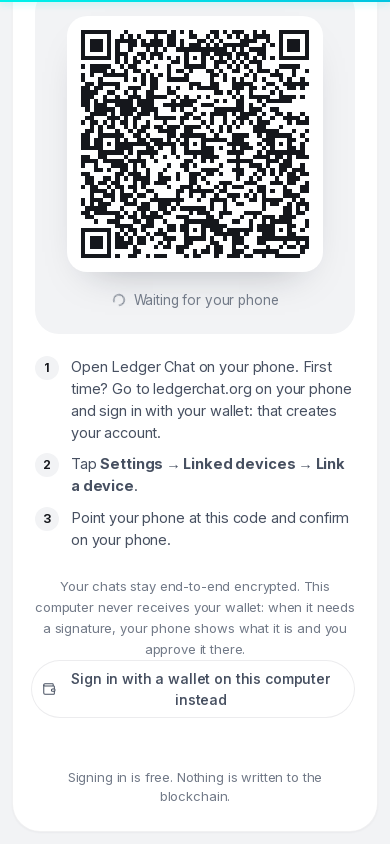 Waiting for your phone
1 Open Ledger Chat on your phone. First
time? Go to ledgerchat.org on your phone
and sign in with your wallet: that creates
your account.
2 Tap Settings → Linked devices → Link
a device.
3 Point your phone at this code and confirm
on your phone.
Your chats stay end-to-end encrypted. This
computer never receives your wallet: when it needs
a signature, your phone shows what it is and you
approve it there.
Sign in with a wallet on this computer
instead
Signing in is free. Nothing is written to the
blockchain.